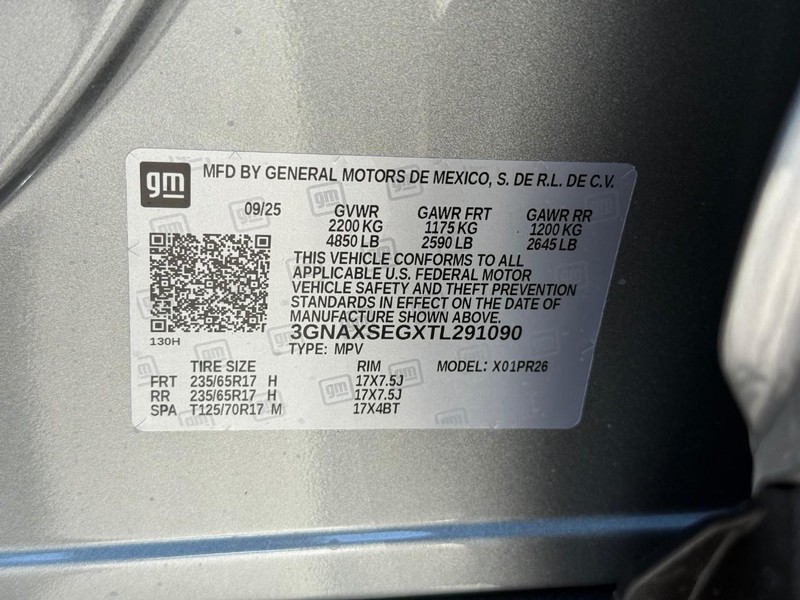 gm MFD BY GENERAL MOTORS DE MEXICO, S. DE R.L. DE C.V.
09/25 GVWR GAWR FRT GAWR RR
2200 KG 1175 KG 1200 KG
4850 LB 2590 LB 2645 LB
THIS VEHICLE CONFORMS TO ALL
APPLICABLE U.S. FEDERAL MOTOR
VEHICLE SAFETY AND THEFT PREVENTION
STANDARDS IN EFFECT ON THE DATE OF
MANUFACTURE SHOWN ABOVE.
130H
3GNAXSEGXTL291090
TYPE: MPV
TIRE SIZE RIM MODEL: X01PR26
FRT 235/65R17 H 17X7.5J
RR 235/65R17 H 17X7.5J
SPA T125/70R17 M 17X4BT